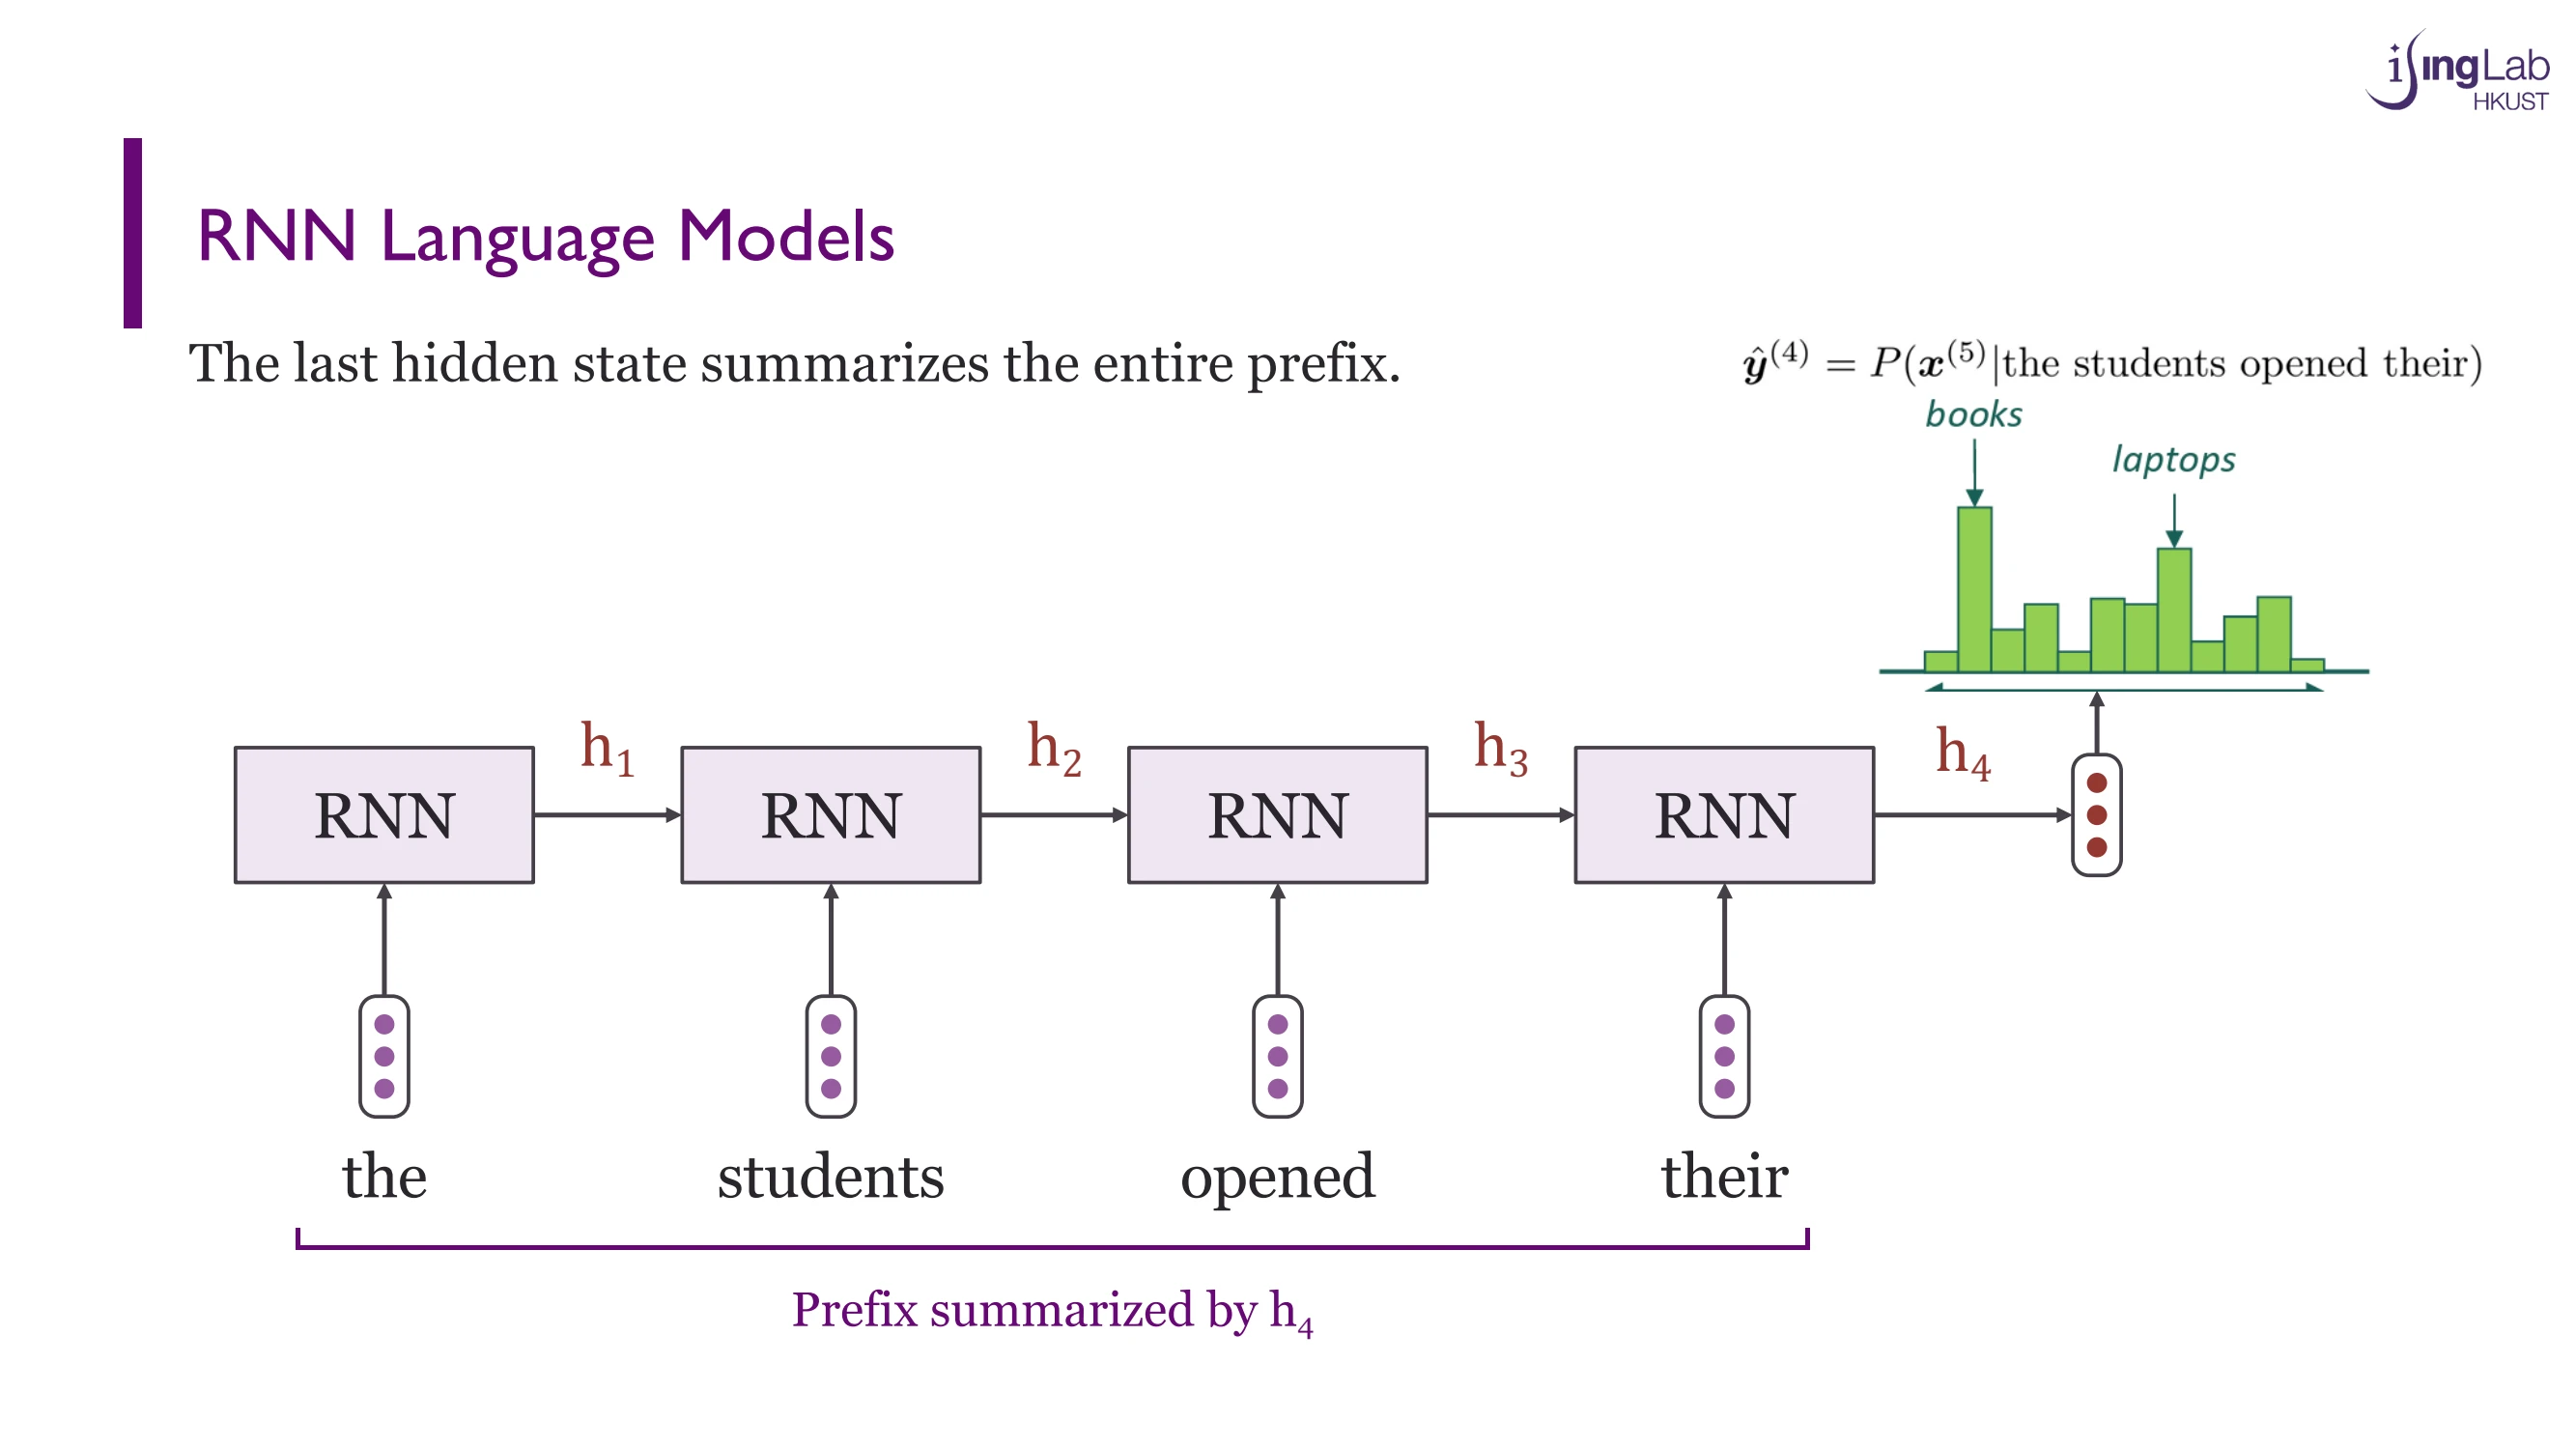 iSingLab
HKUST
RNN Language Models
The last hidden state summarizes the entire prefix.
ŷ⁽⁴⁾ = P(x⁽⁵⁾|the students opened their)
books
laptops
h₁ h₂ h₃ h₄
RNN RNN RNN RNN
the students opened their
Prefix summarized by h₄